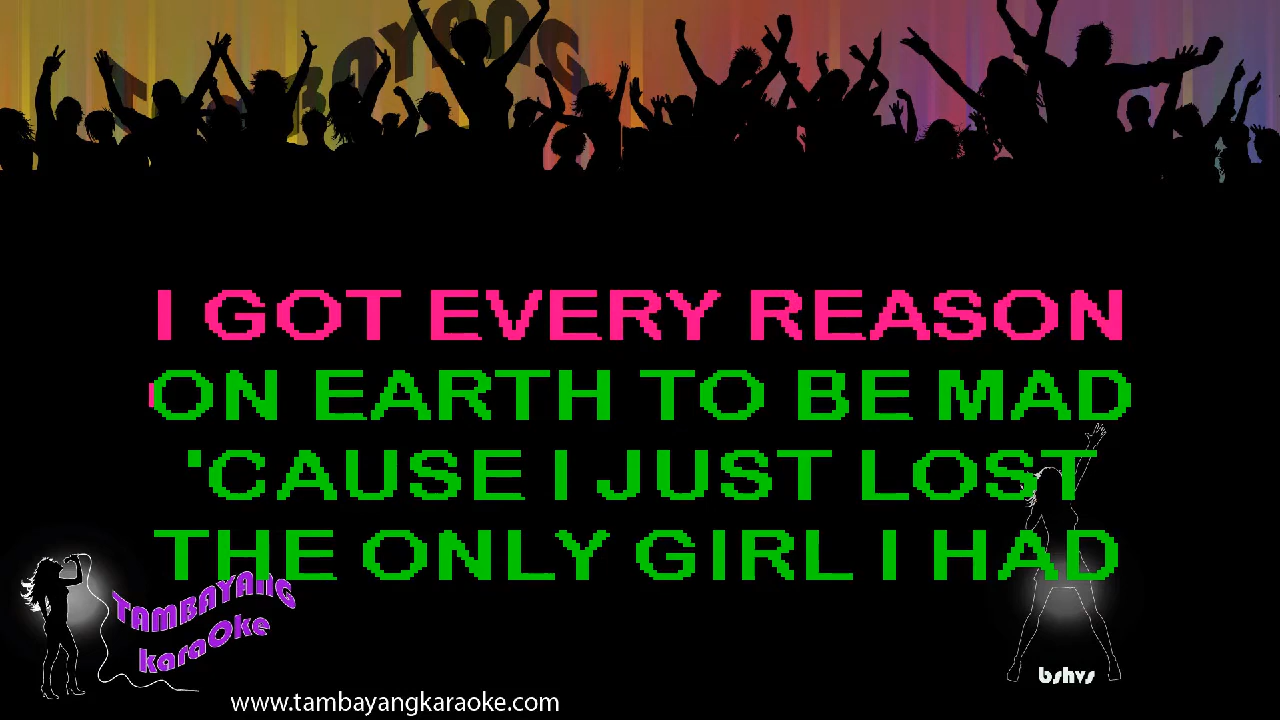 TAMBAYANG
I GOT EVERY REASON
ON EARTH TO BE MAD
'CAUSE I JUST LOST
THE ONLY GIRL I HAD
TAMBAYANG
karaOke
bshvs
www.tambayangkaraoke.com